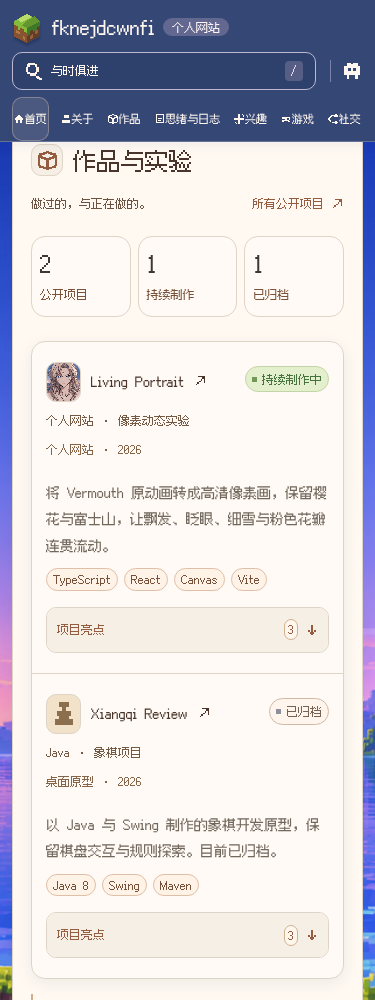 fknejdcwnfi 个人网站
与时俱进 /
首页 关于 作品 思绪与日志 兴趣 游戏 社交
作品与实验
做过的，与正在做的。 所有公开项目
2 1 1
公开项目 持续制作 已归档
Living Portrait 持续制作中
个人网站 · 像素动态实验
个人网站 · 2026
将 Vermouth 原动画转成高清像素画，保留樱
花与富士山，让飘发、眨眼、细雪与粉色花瓣
连贯流动。
TypeScript React Canvas Vite
项目亮点 3
Xiangqi Review 已归档
Java · 象棋项目
桌面原型 · 2026
以 Java 与 Swing 制作的象棋开发原型，保
留棋盘交互与规则探索。目前已归档。
Java 8 Swing Maven
项目亮点 3